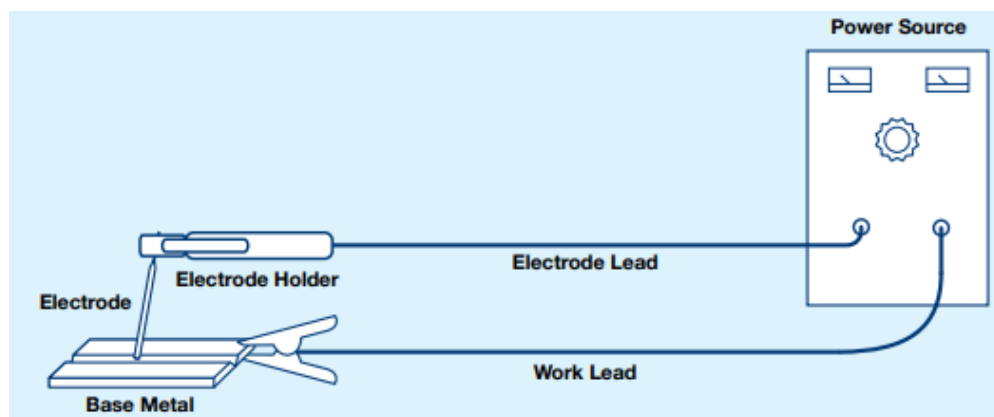 Power Source
Electrode Lead
Electrode Holder
Electrode
Work Lead
Base Metal